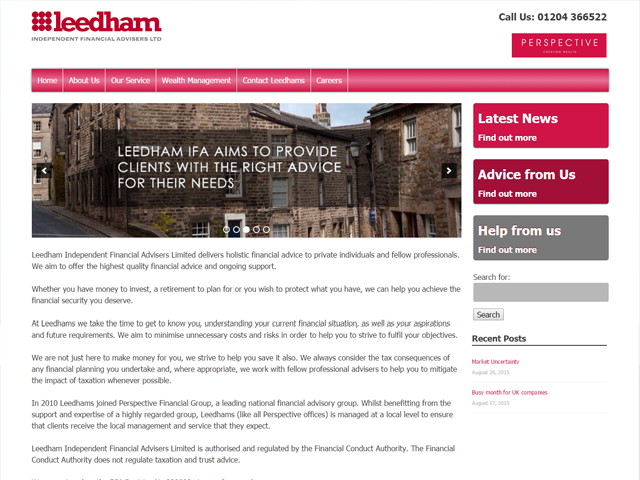 leedham
INDEPENDENT FINANCIAL ADVISERS LTD
Call Us: 01204 366522
PERSPECTIVE
Home
About Us
Our Service
Wealth Management
Contact Leedhams
Careers
LEEDHAM IFA AIMS TO PROVIDE
CLIENTS WITH THE RIGHT ADVICE
FOR THEIR NEEDS
Leedham Independent Financial Advisers Limited delivers holistic financial advice to private individuals and fellow professionals.
We aim to offer the highest quality financial advice and ongoing support.
Whether you have money to invest, a retirement to plan for or you wish to protect what you have, we can help you achieve the
financial security you deserve.
At Leedhams we take the time to get to know you, understanding your current financial situation, as well as your aspirations
and future requirements. We aim to minimise unnecessary costs and risks in order to help you to strive to fulfil your objectives.
We are not just here to make money for you, we strive to help you save it also. We always consider the tax consequences of
any financial planning you undertake and, where appropriate, we work with fellow professional advisers to help you to mitigate
the impact of taxation whenever possible.
In 2010 Leedhams joined Perspective Financial Group, a leading national financial advisory group. Whilst benefitting from the
support and expertise of a highly regarded group, Leedhams (like all Perspective offices) is managed at a local level to ensure
that clients receive the local management and service that they expect.
Leedham Independent Financial Advisers Limited is authorised and regulated by the Financial Conduct Authority. The Financial
Conduct Authority does not regulate taxation and trust advice.
Latest News
Find out more
Advice from Us
Find out more
Help from us
Find out more
Search for:
Search
Recent Posts
Market Uncertainty
August 24, 2015
Busy month for UK companies
August 17, 2015